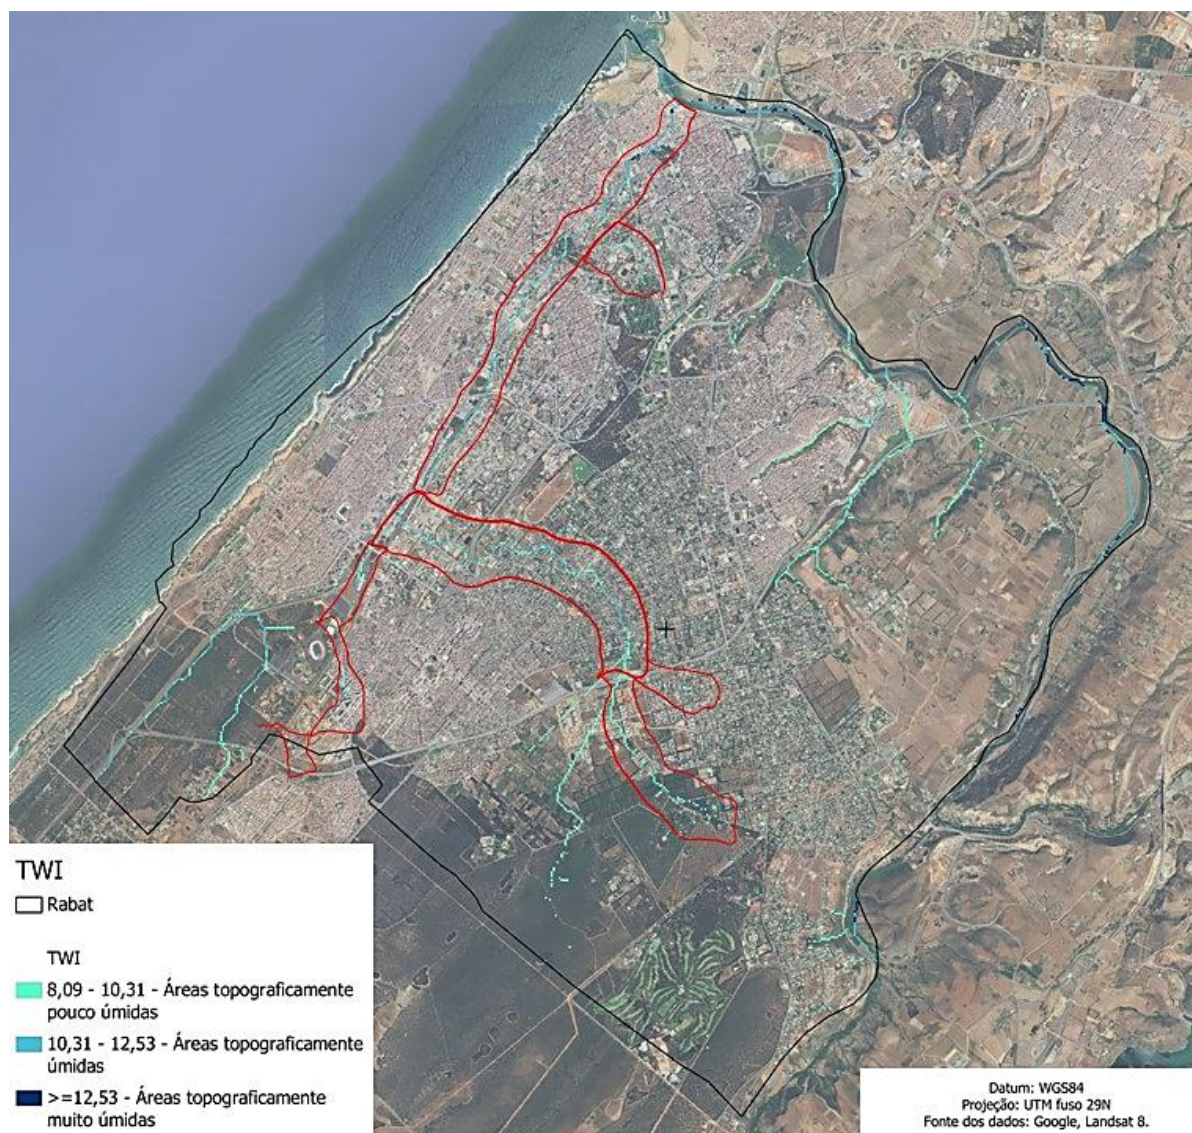 TWI
Rabat
TWI
8,09 - 10,31 - Áreas topograficamente
pouco úmidas
10,31 - 12,53 - Áreas topograficamente
úmidas
>=12,53 - Áreas topograficamente
muito úmidas
Datum: WGS84
Projeção: UTM fuso 29N
Fonte dos dados: Google, Landsat 8.